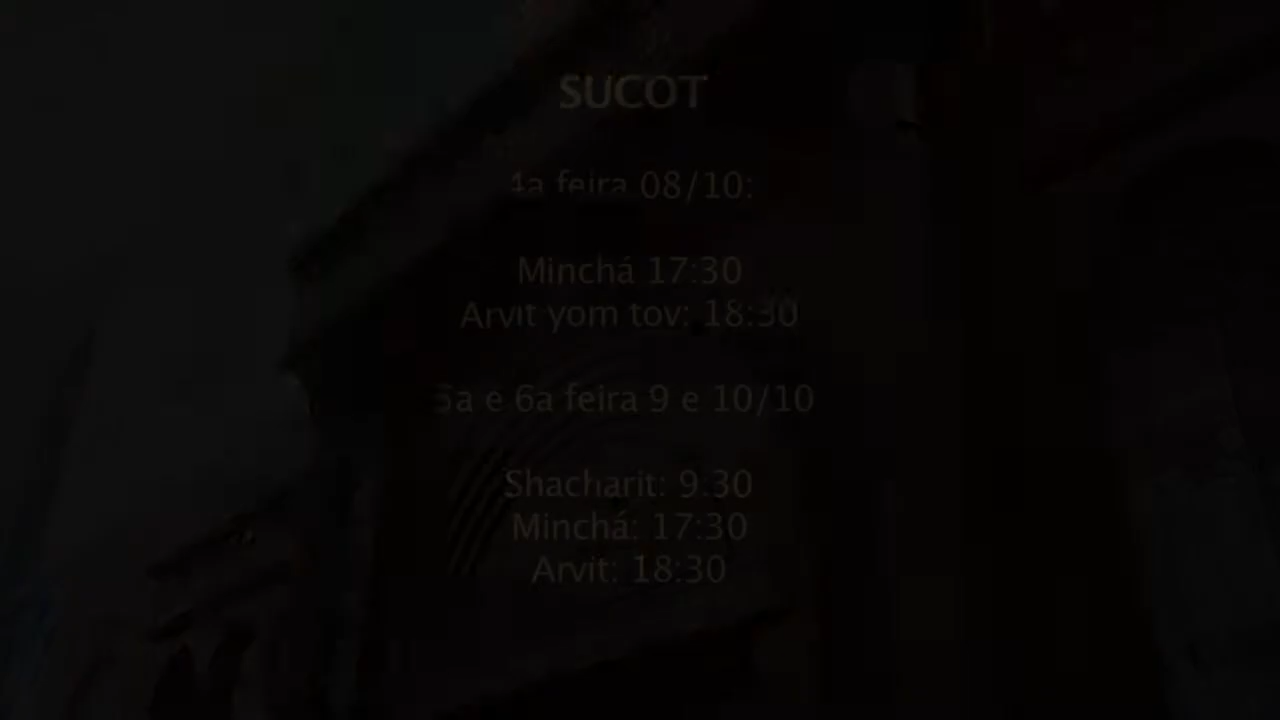 SUCOT
4a feira 08/10:
Minchá 17:30
Arvit yom tov: 18:30
5a e 6a feira 9 e 10/10
Shacharit: 9:30
Minchá: 17:30
Arvit: 18:30